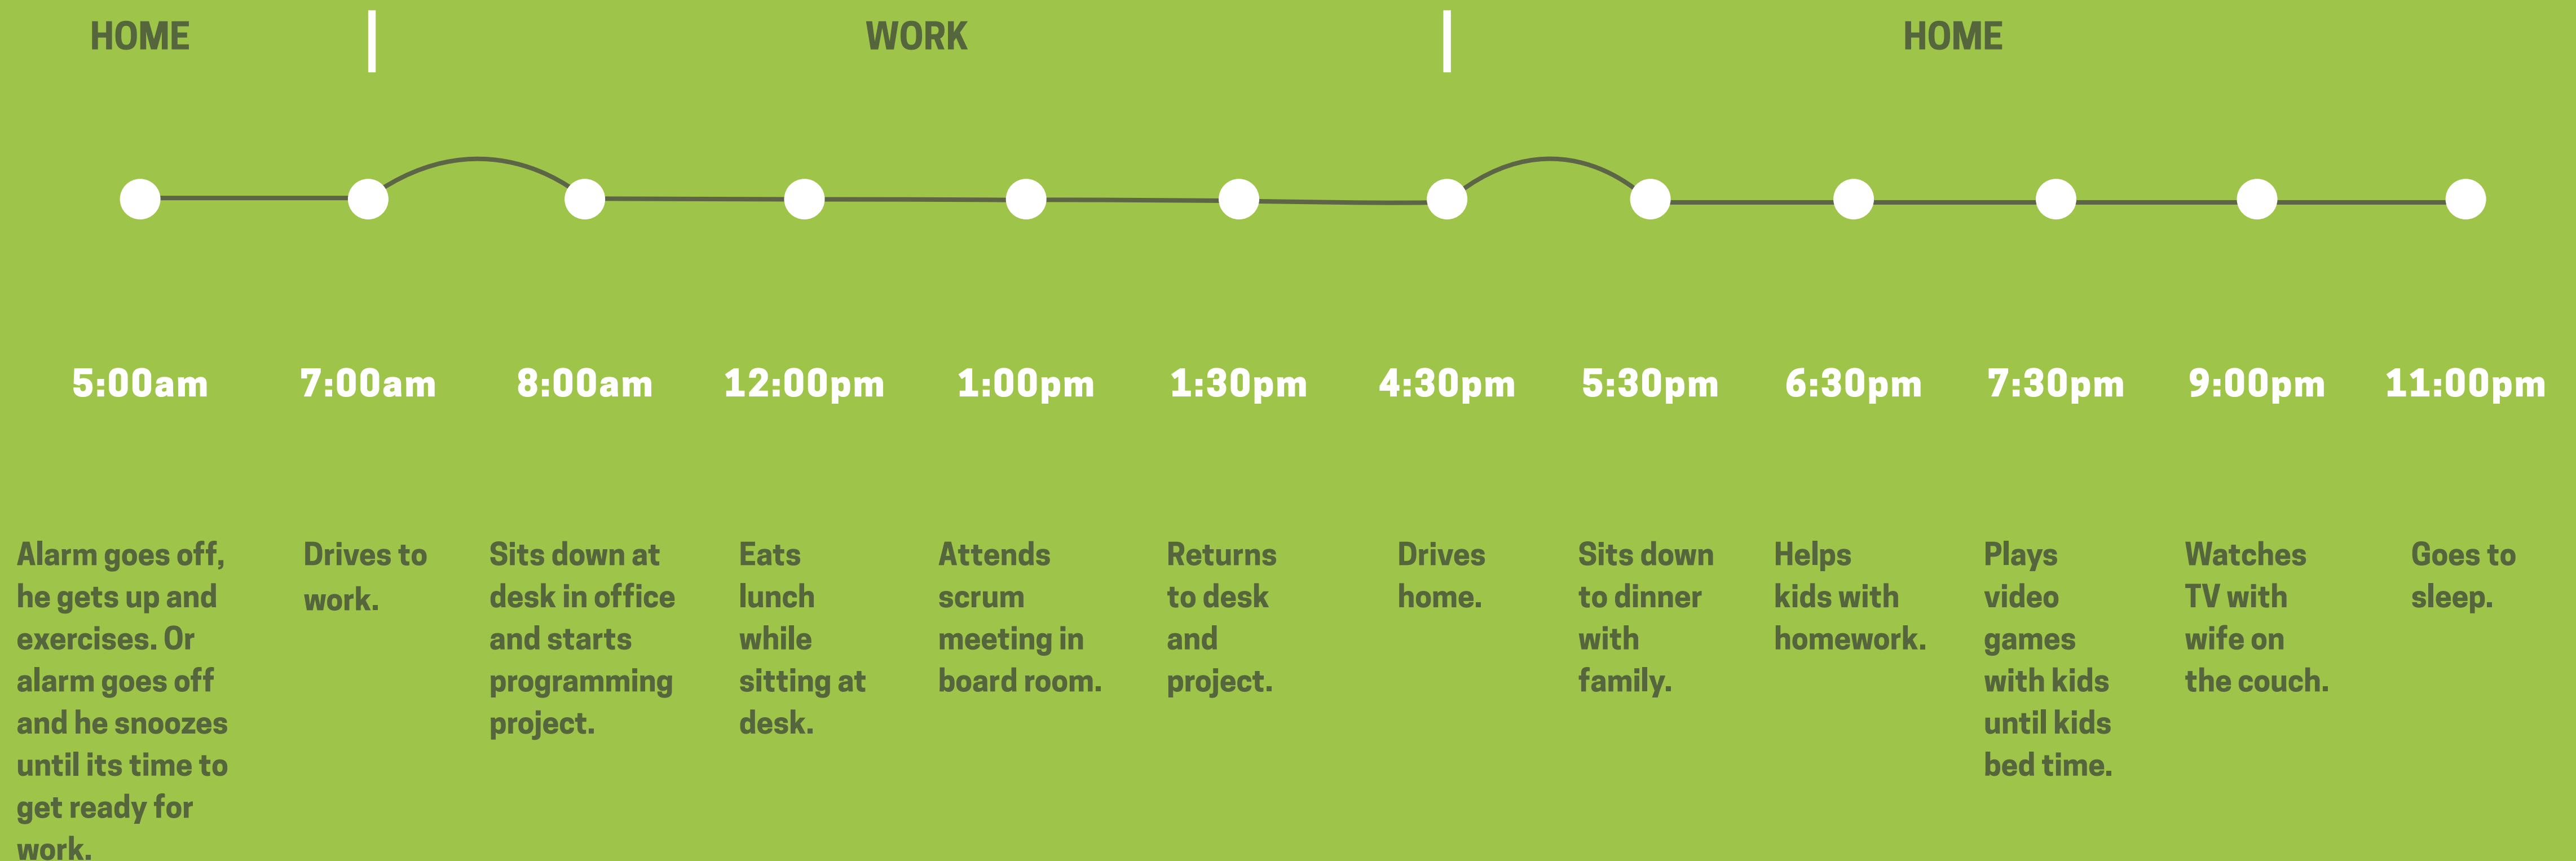 HOME
WORK
HOME
5:00am
7:00am
8:00am
12:00pm
1:00pm
1:30pm
4:30pm
5:30pm
6:30pm
7:30pm
9:00pm
11:00pm
Alarm goes off,
he gets up and
exercises. Or
alarm goes off
and he snoozes
until its time to
get ready for
work.
Drives to
work.
Sits down at
desk in office
and starts
programming
project.
Eats
lunch
while
sitting at
desk.
Attends
scrum
meeting in
board room.
Returns
to desk
and
project.
Drives
home.
Sits down
to dinner
with
family.
Helps
kids with
homework.
Plays
video
games
with kids
until kids
bed time.
Watches
TV with
wife on
the couch.
Goes to
sleep.